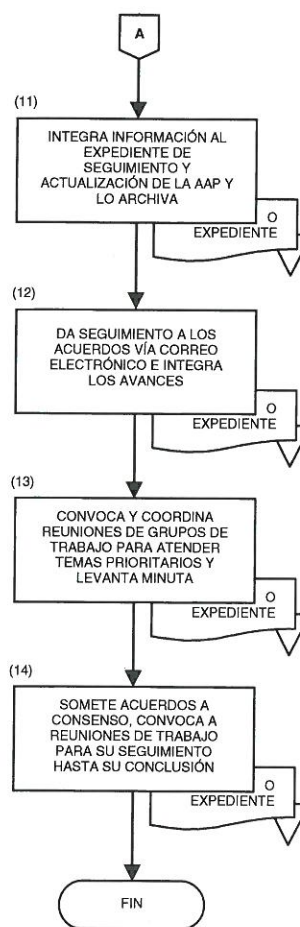 A
(11)
INTEGRA INFORMACIÓN AL
EXPEDIENTE DE
SEGUIMIENTO Y
ACTUALIZACIÓN DE LA AAP Y
LO ARCHIVA
O
EXPEDIENTE
(12)
DA SEGUIMIENTO A LOS
ACUERDOS VÍA CORREO
ELECTRÓNICO E INTEGRA
LOS AVANCES
O
EXPEDIENTE
(13)
CONVOCA Y COORDINA
REUNIONES DE GRUPOS DE
TRABAJO PARA ATENDER
TEMAS PRIORITARIOS Y
LEVANTA MINUTA
O
EXPEDIENTE
(14)
SOMETE ACUERDOS A
CONSENSO, CONVOCA A
REUNIONES DE TRABAJO
PARA SU SEGUIMIENTO
HASTA SU CONCLUSIÓN
O
EXPEDIENTE
FIN